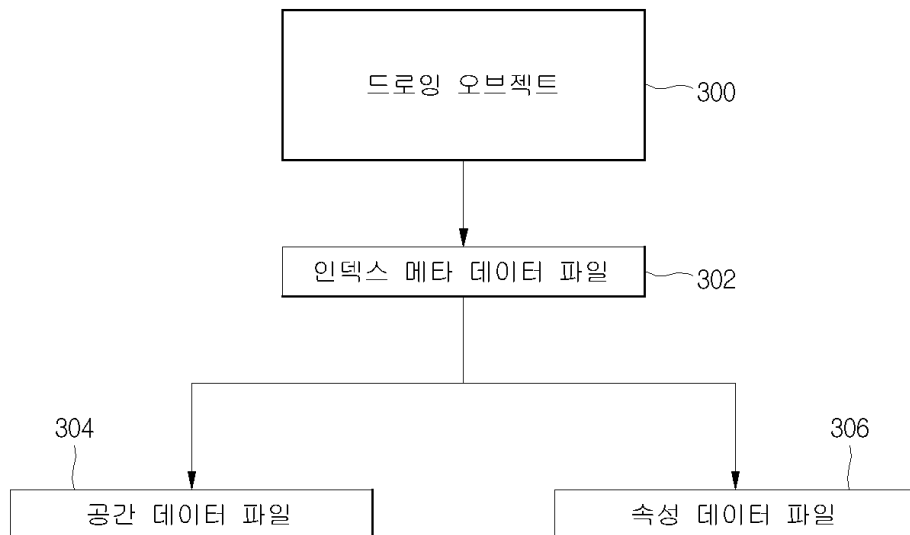 드로잉 오브젝트
300
인덱스 메타 데이터 파일
302
304
306
공간 데이터 파일
속성 데이터 파일